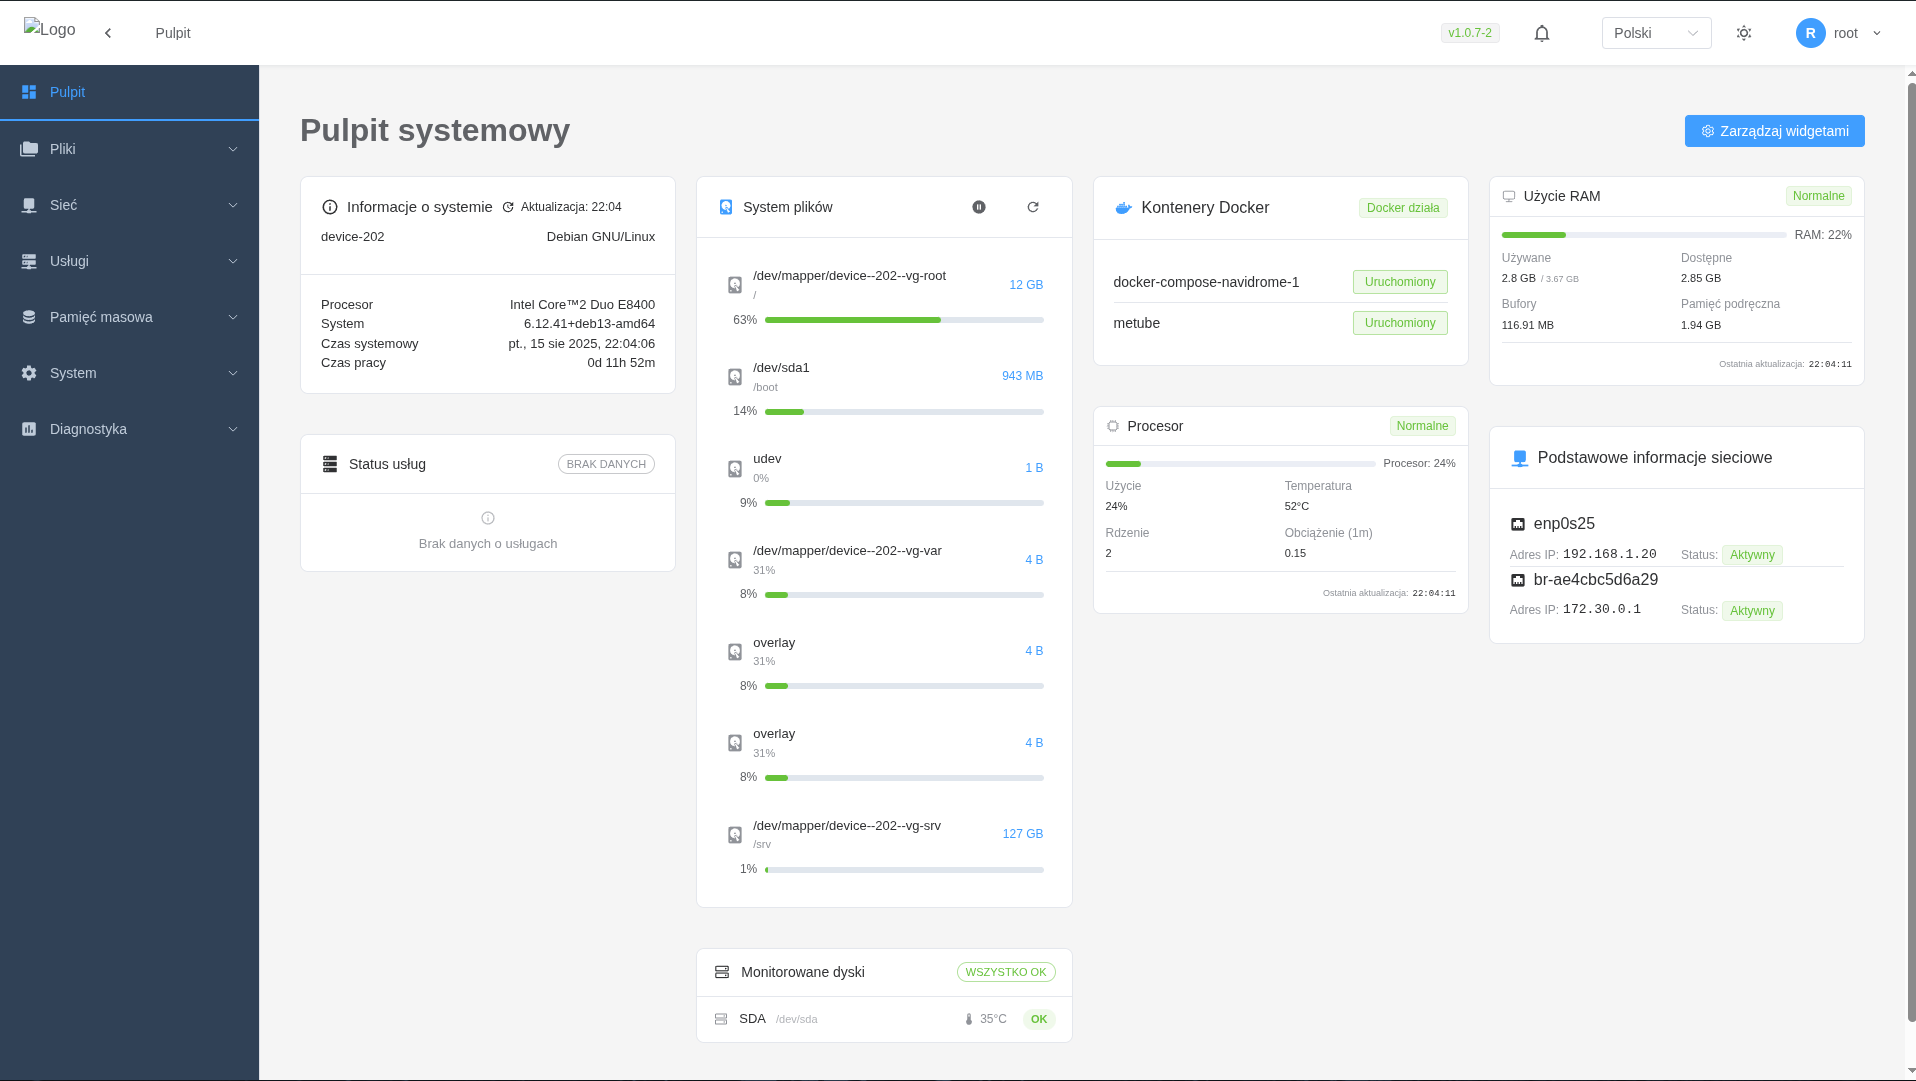 Logo
Pulpit
v1.0.7-2
Polski
R
root
Pulpit
Pliki
Sieć
Usługi
Pamięć masowa
System
Diagnostyka
Pulpit systemowy
Zarządzaj widgetami
Informacje o systemie
Aktualizacja: 22:04
device-202
Debian GNU/Linux
Procesor
Intel Core™2 Duo E8400
System
6.12.41+deb13-amd64
Czas systemowy
pt., 15 sie 2025, 22:04:06
Czas pracy
0d 11h 52m
Status usług
BRAK DANYCH
Brak danych o usługach
System plików
/dev/mapper/device--202--vg-root
/
12 GB
63%
/dev/sda1
/boot
943 MB
14%
udev
0%
1 B
9%
/dev/mapper/device--202--vg-var
31%
4 B
8%
overlay
31%
4 B
8%
overlay
31%
4 B
8%
/dev/mapper/device--202--vg-srv
/srv
127 GB
1%
Monitorowane dyski
WSZYSTKO OK
SDA /dev/sda
35°C
OK
Kontenery Docker
Docker działa
docker-compose-navidrome-1
Uruchomiony
metube
Uruchomiony
Procesor
Normalne
Procesor: 24%
Użycie
Temperatura
24%
52°C
Rdzenie
Obciążenie (1m)
2
0.15
Ostatnia aktualizacja: 22:04:11
Użycie RAM
Normalne
RAM: 22%
Używane
Dostępne
2.8 GB / 3.67 GB
2.85 GB
Bufory
Pamięć podręczna
116.91 MB
1.94 GB
Ostatnia aktualizacja: 22:04:11
Podstawowe informacje sieciowe
enp0s25
Adres IP: 192.168.1.20
Status: Aktywny
br-ae4cbc5d6a29
Adres IP: 172.30.0.1
Status: Aktywny